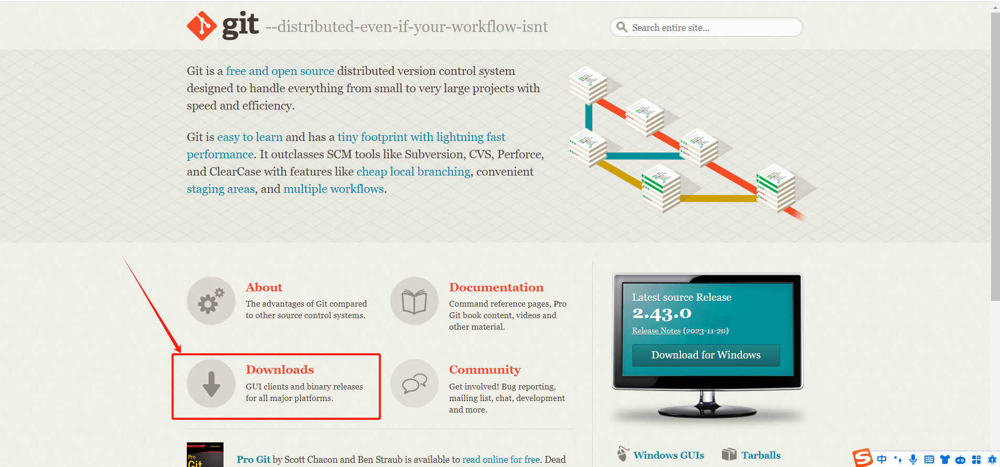 git --distributed-even-if-your-workflow-isnt
Search entire site...
Git is a free and open source distributed version control system
designed to handle everything from small to very large projects with
speed and efficiency.
Git is easy to learn and has a tiny footprint with lightning fast
performance. It outclasses SCM tools like Subversion, CVS, Perforce,
and ClearCase with features like cheap local branching, convenient
staging areas, and multiple workflows.
About
The advantages of Git compared
to other source control systems.
Documentation
Command reference pages, Pro
Git book content, videos and
other material.
Downloads
GUI clients and binary releases
for all major platforms.
Community
Get involved! Bug reporting,
mailing list, chat, development
and more.
Latest source Release
2.43.0
Release Notes (2023-11-20)
Download for Windows
Windows GUIs
Tarballs
Pro
Git
Pro Git by Scott Chacon and Ben Straub is available to read online for free. Dead
S 中